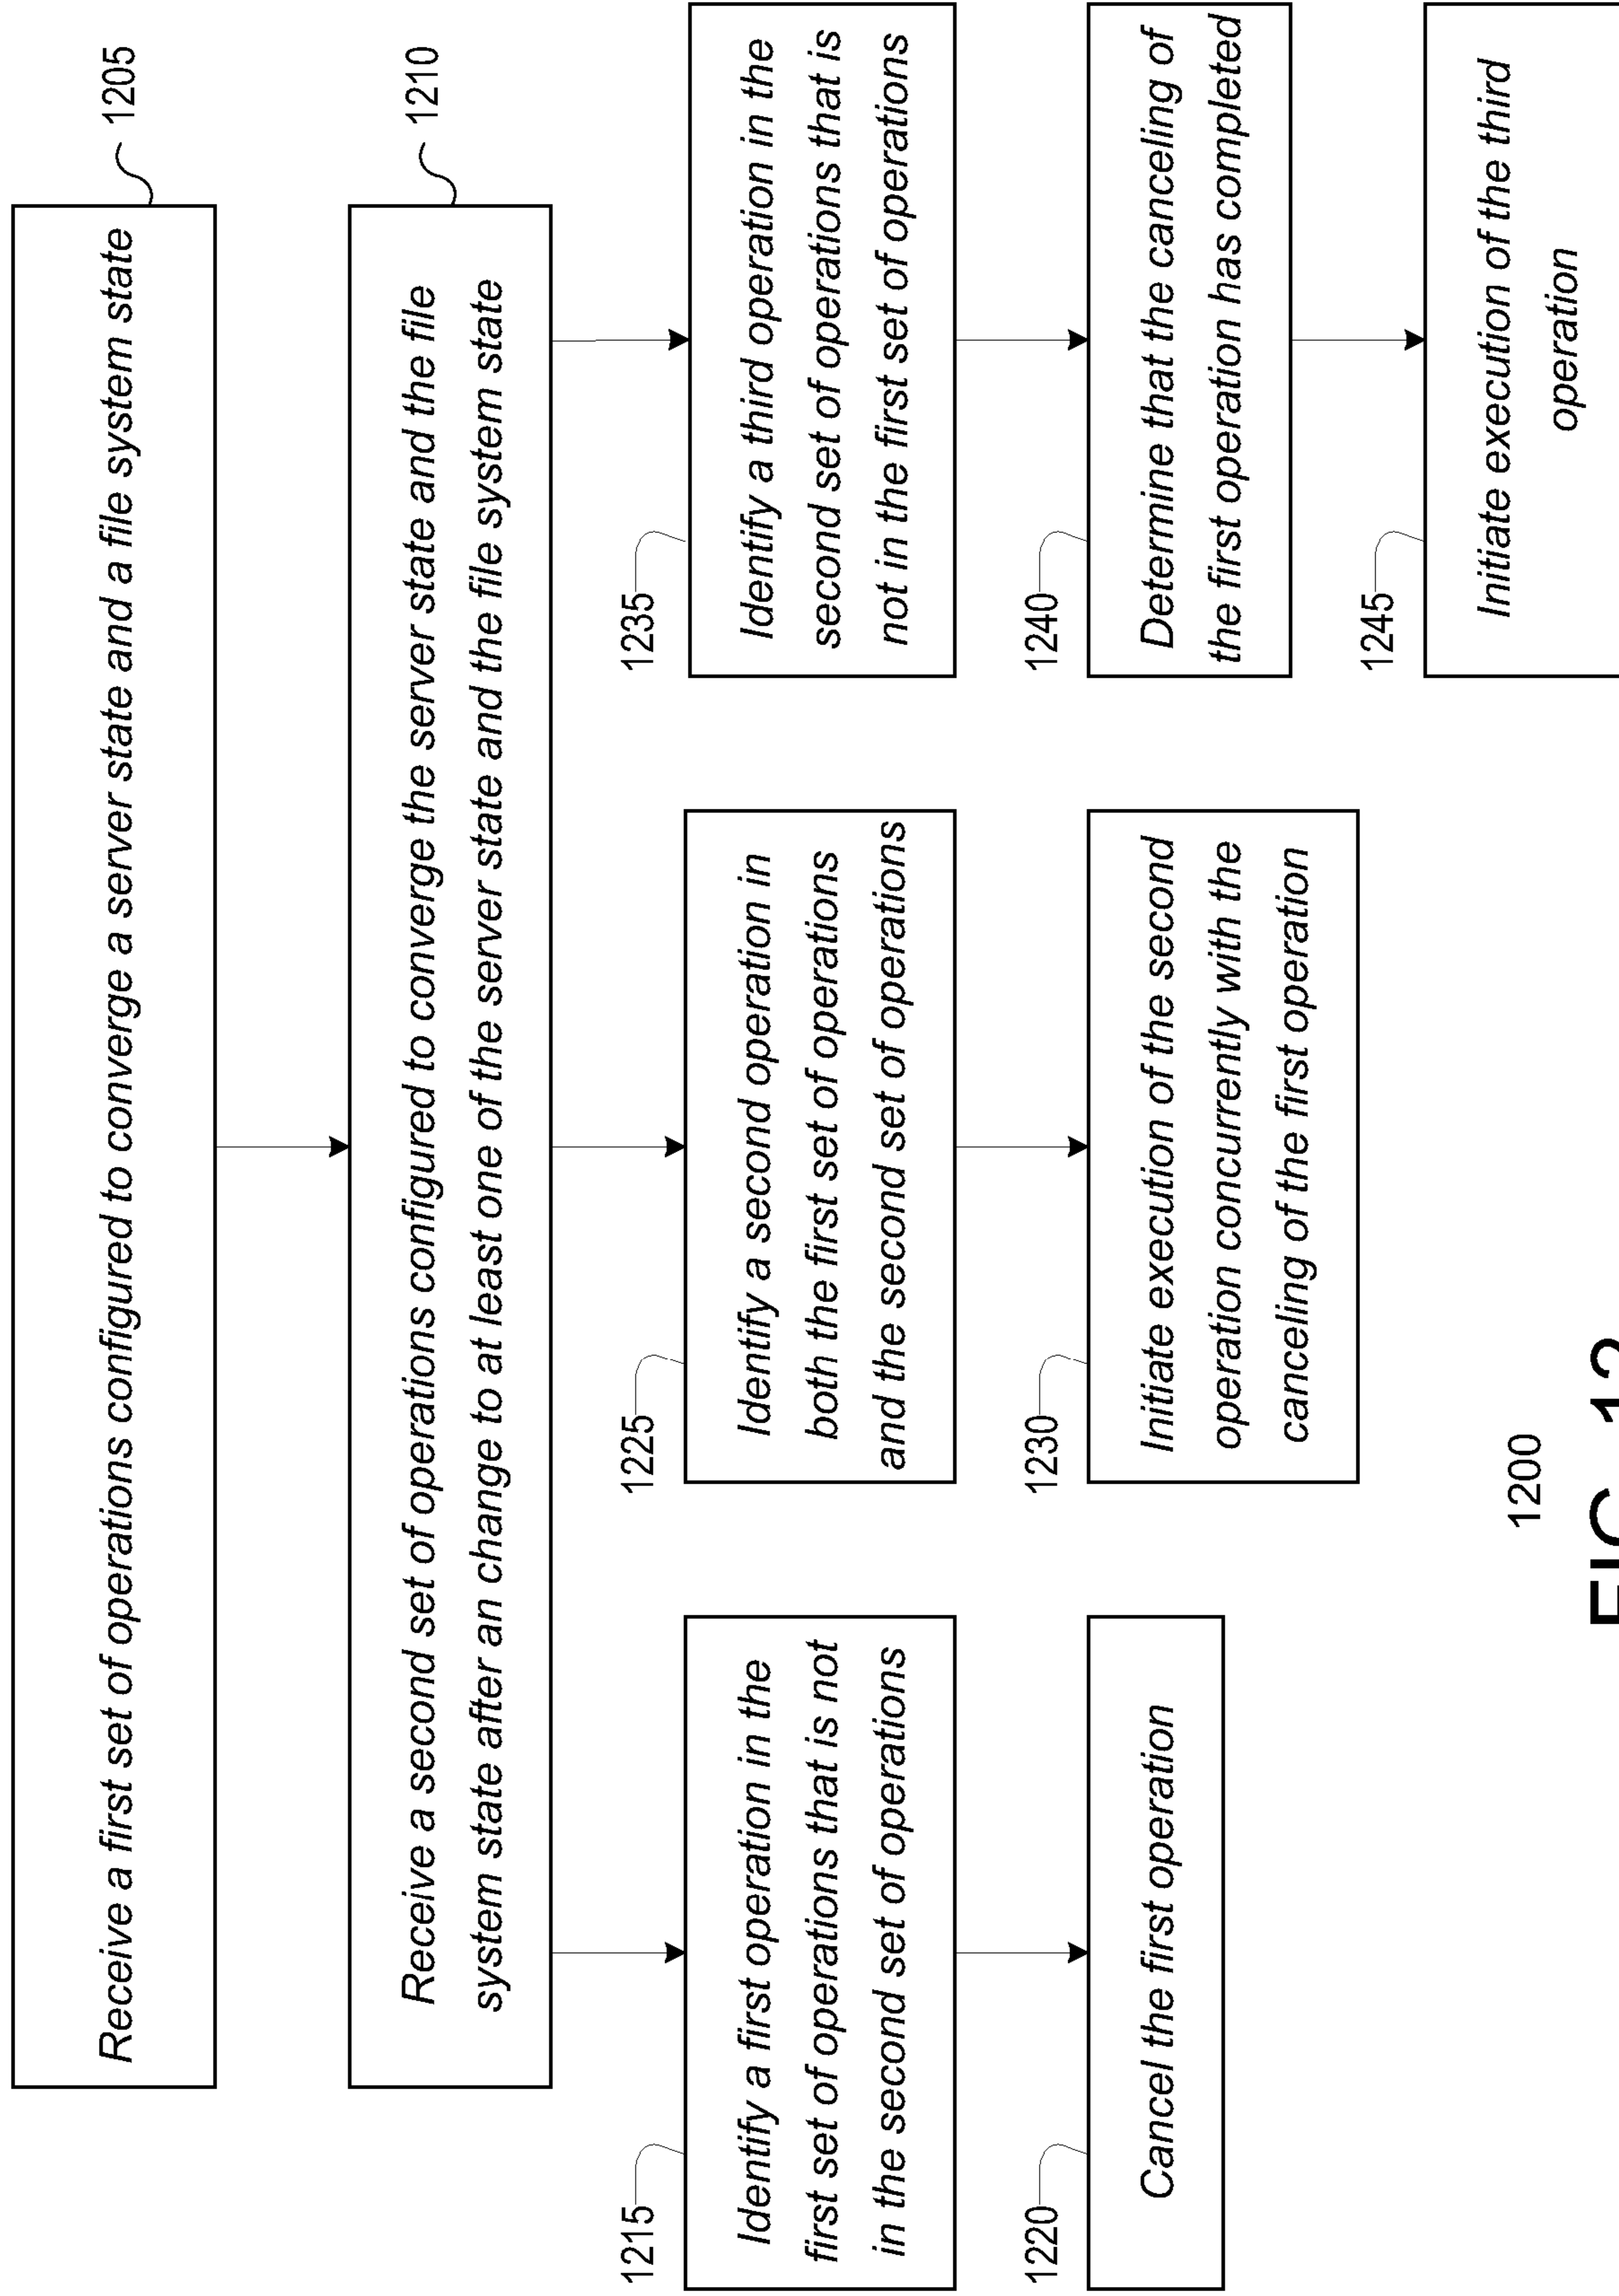 Receive a first set of operations configured to converge a server state and a file system state
1205
Receive a second set of operations configured to converge the server state and the file
system state after an change to at least one of the server state and the file system state
1210
1215
Identify a first operation in the
first set of operations that is not
in the second set of operations
1220
Cancel the first operation
1225
Identify a second operation in
both the first set of operations
and the second set of operations
1230
Initiate execution of the second
operation concurrently with the
canceling of the first operation
1235
Identify a third operation in the
second set of operations that is
not in the first set of operations
1240
Determine that the canceling of
the first operation has completed
1245
Initiate execution of the third
operation
1200
FIG. 12